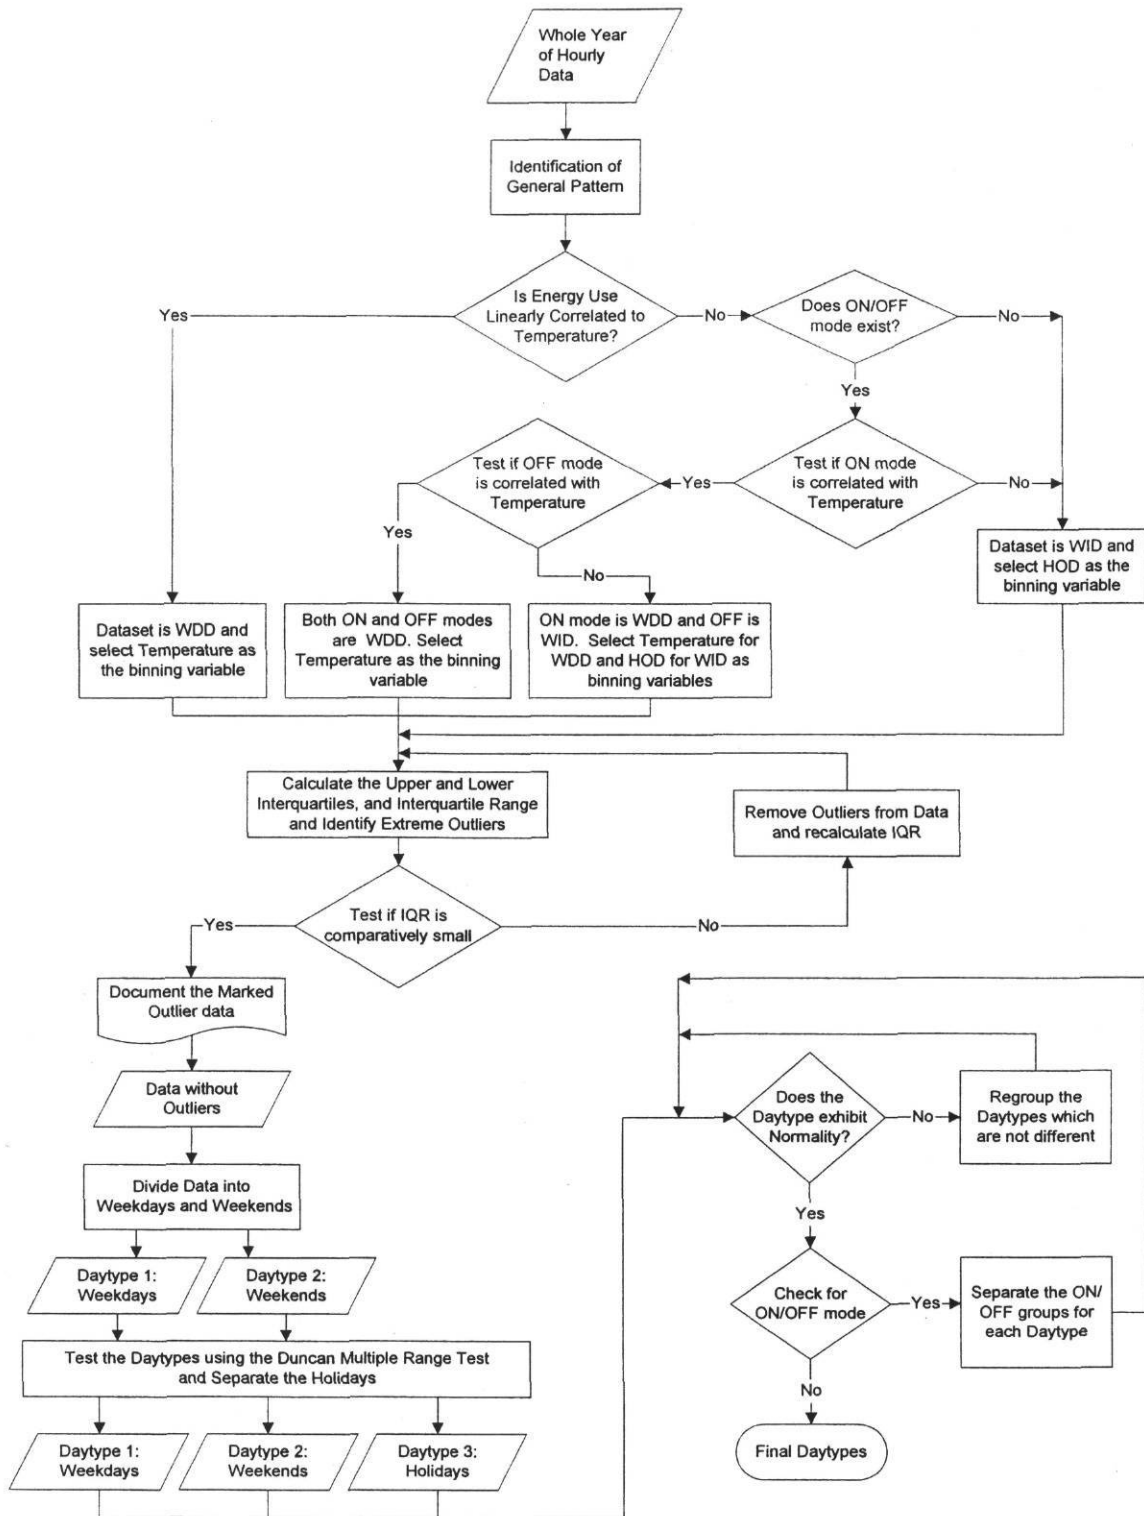 Whole Year
of Hourly
Data
Identification of
General Pattern
Is Energy Use
Linearly Correlated to
Temperature?
Yes
No
Does ON/OFF
mode exist?
No
Yes
Test if OFF mode
is correlated with
Temperature
Yes
Test if ON mode
is correlated with
Temperature
No
Yes
No
Dataset is WID and
select HOD as the
binning variable
Dataset is WDD and
select Temperature as
the binning variable
Both ON and OFF modes
are WDD. Select
Temperature as the binning
variable
ON mode is WDD and OFF is
WID. Select Temperature for
WDD and HOD for WID as
binning variables
Calculate the Upper and Lower
Interquartiles, and Interquartile Range
and Identify Extreme Outliers
Remove Outliers from Data
and recalculate IQR
Test if IQR is
comparatively small
Yes
No
Document the Marked
Outlier data
Data without
Outliers
Divide Data into
Weekdays and Weekends
Daytype 1:
Weekdays
Daytype 2:
Weekends
Test the Daytypes using the Duncan Multiple Range Test
and Separate the Holidays
Daytype 1:
Weekdays
Daytype 2:
Weekends
Daytype 3:
Holidays
Does the
Daytype exhibit
Normality?
No
Regroup the
Daytypes which
are not different
Yes
Check for
ON/OFF mode
Yes
Separate the ON/
OFF groups for
each Daytype
No
Final Daytypes